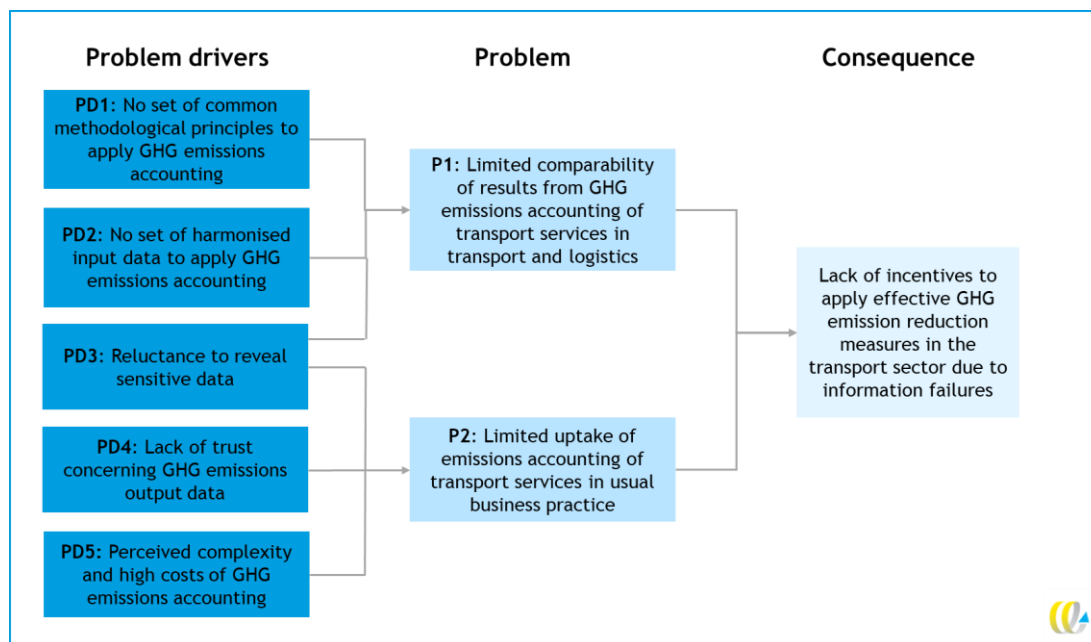 Problem drivers
Problem
Consequence
PD1: No set of common
methodological principles to
apply GHG emissions
accounting
PD2: No set of harmonised
input data to apply GHG
emissions accounting
PD3: Reluctance to reveal
sensitive data
PD4: Lack of trust
concerning GHG emissions
output data
PD5: Perceived complexity
and high costs of GHG
emissions accounting
P1: Limited comparability
of results from GHG
emissions accounting of
transport services in
transport and logistics
P2: Limited uptake of
emissions accounting of
transport services in usual
business practice
Lack of incentives to
apply effective GHG
emission reduction
measures in the
transport sector due to
information failures